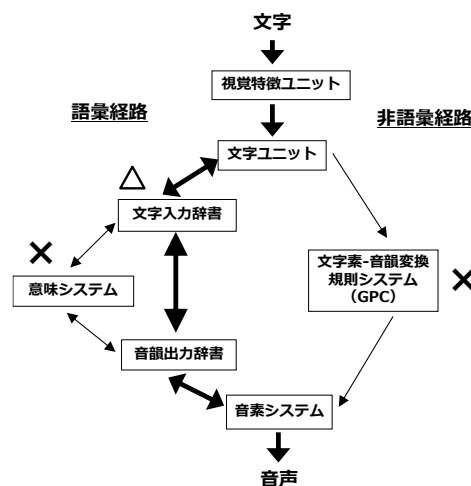 文字
視覚特徴ユニット
語彙経路
非語彙経路
文字ユニット
△
文字入力辞書
×
意味システム
文字素-音韻変換
規則システム
（GPC）
×
音韻出力辞書
音素システム
音声